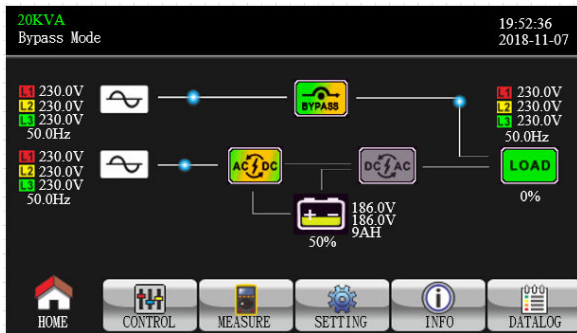 20KVA
Bypass Mode
19:52:36
2018-11-07
L1 230.0V
L2 230.0V
L3 230.0V
50.0Hz
BYPASS
L1 230.0V
L2 230.0V
L3 230.0V
50.0Hz
L1 230.0V
L2 230.0V
L3 230.0V
50.0Hz
AC DC
DC AC
LOAD
0%
186.0V
186.0V
9AH
50%
HOME
CONTROL
MEASURE
SETTING
INFO
DATALOG